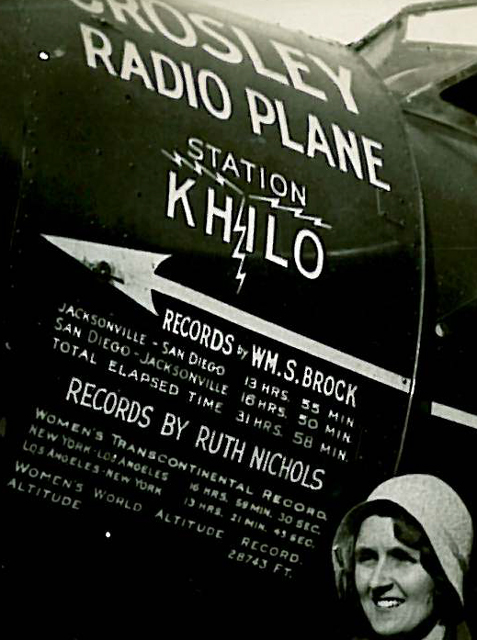 CROSLEY
RADIO PLANE
STATION
KHILO
RECORDS by WM. S. BROCK
JACKSONVILLE - SAN DIEGO 13 HRS. 55 MIN
SAN DIEGO - JACKSONVILLE 16 HRS. 50 MIN.
TOTAL ELAPSED TIME 31 HRS. 58 MIN.
RECORDS BY RUTH NICHOLS
WOMEN'S TRANSCONTINENTAL RECORD
NEW YORK - LOS ANGELES 16 HRS. 59 MIN. 30 SEC.
LOS ANGELES - NEW YORK 13 HRS. 21 MIN. 43 SEC.
WOMEN'S WORLD ALTITUDE RECORD.
ALTITUDE 28743 FT.